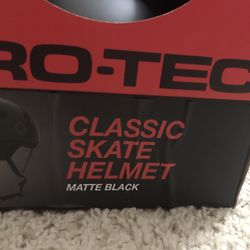 RO-TEC
CLASSIC
SKATE
HELMET
MATTE BLACK